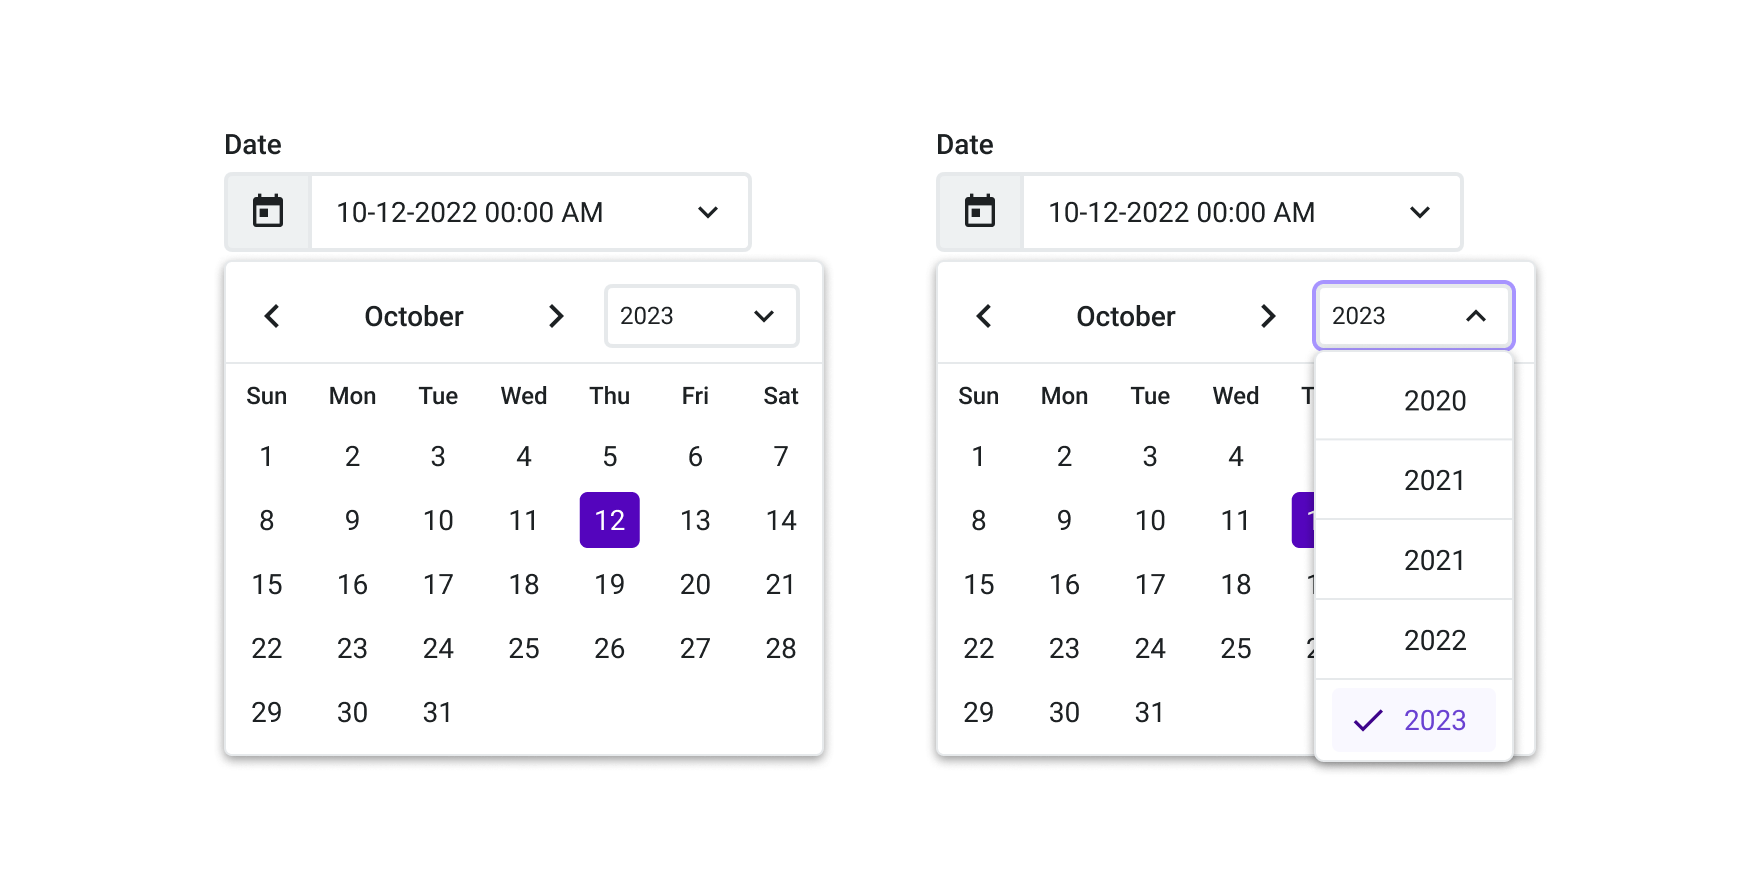 Date
10-12-2022 00:00 AM
October 2023
Sun Mon Tue Wed Thu Fri Sat
1 2 3 4 5 6 7
8 9 10 11 12 13 14
15 16 17 18 19 20 21
22 23 24 25 26 27 28
29 30 31
Date
10-12-2022 00:00 AM
October 2023
Sun Mon Tue Wed
1 2 3 4
8 9 10 11
15 16 17 18
22 23 24 25
29 30 31
2020
2021
2021
2022
2023